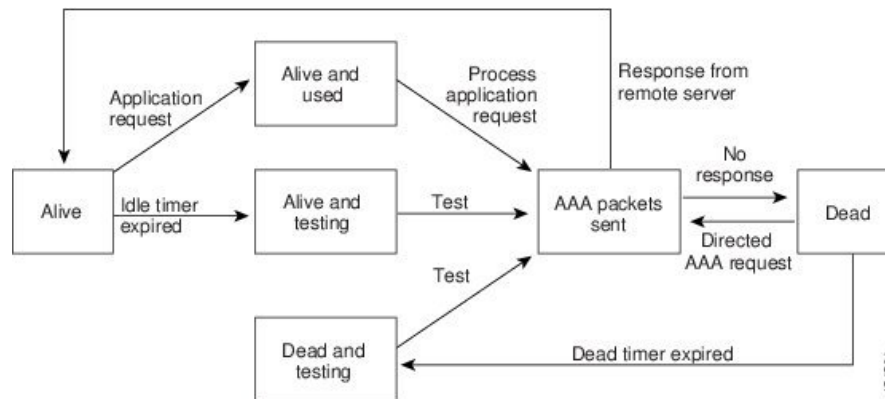 Alive and
used
Application
request
Process
application
request
Response from
remote server
Alive
Idle timer
expired
Alive and
testing
Test
AAA packets
sent
No
response
Dead
Directed
AAA request
Test
Dead and
testing
Dead timer expired